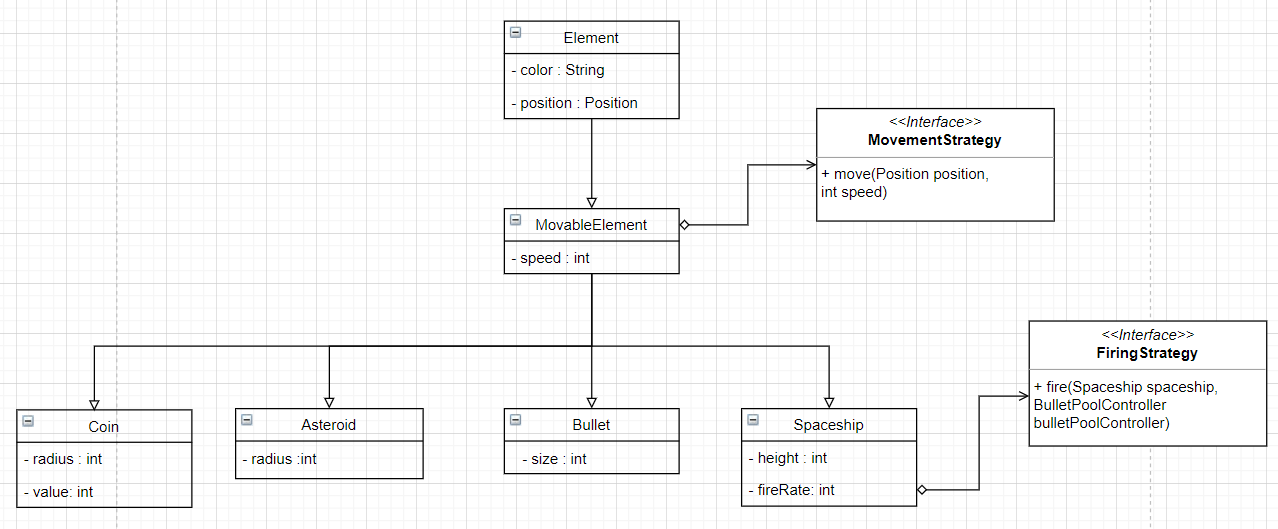 Element
- color : String
- position : Position
<<Interface>>
MovementStrategy
+ move(Position position,
int speed)
MovableElement
- speed : int
<<Interface>>
FiringStrategy
+ fire(Spaceship spaceship,
BulletPoolController
bulletPoolController)
Coin
- radius : int
- value: int
Asteroid
- radius :int
Bullet
- size : int
Spaceship
- height : int
- fireRate: int